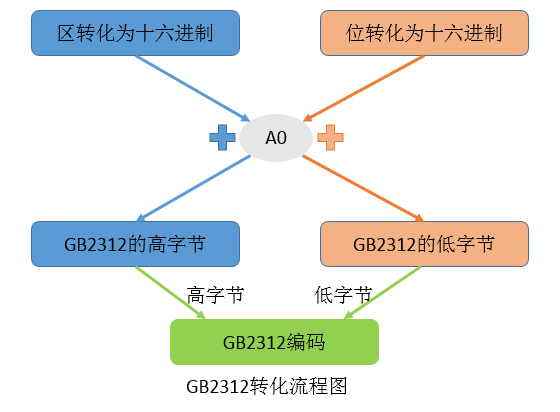 区转化为十六进制
位转化为十六进制
A0
GB2312的高字节
GB2312的低字节
高字节
低字节
GB2312编码
GB2312转化流程图